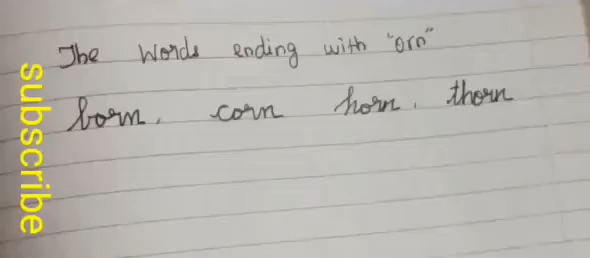 The Words ending with "orn"
born. corn horn. thorn
subscribe